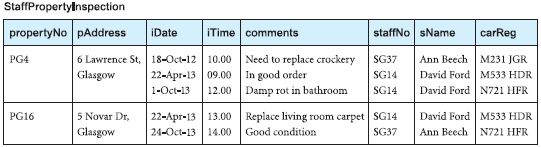 StaffPropertyInspection
propertyNo pAddress iDate iTime comments staffNo sName carReg
PG4 6 Lawrence St, 18-Oct-12 10.00 Need to replace crockery SG37 Ann Beech M231 JGR
Glasgow 22-Apr-13 09.00 In good order SG14 David Ford M533 HDR
1-Oct-13 12.00 Damp rot in bathroom SG14 David Ford N721 HFR
PG16 5 Novar Dr, 22-Apr-13 13.00 Replace living room carpet SG14 David Ford M533 HDR
Glasgow 24-Oct-13 14.00 Good condition SG37 Ann Beech N721 HFR